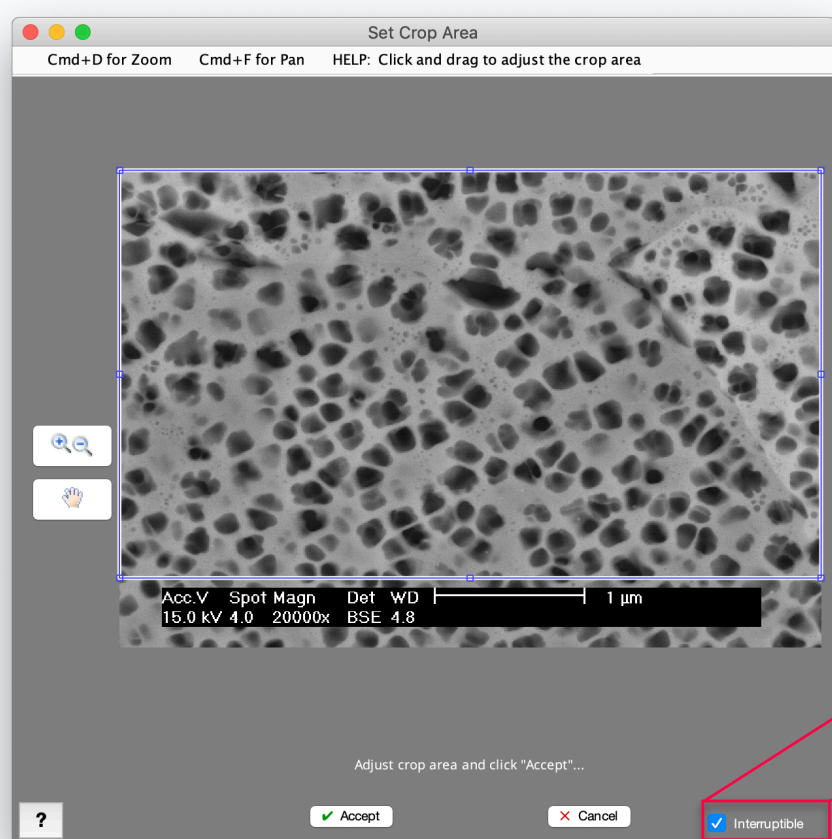 Set Crop Area
Cmd+D for Zoom Cmd+F for Pan HELP: Click and drag to adjust the crop area
Acc.V Spot Magn Det WD 1 µm
15.0 kV 4.0 20000x BSE 4.8
Adjust crop area and click "Accept"...
? Accept Cancel Interruptible